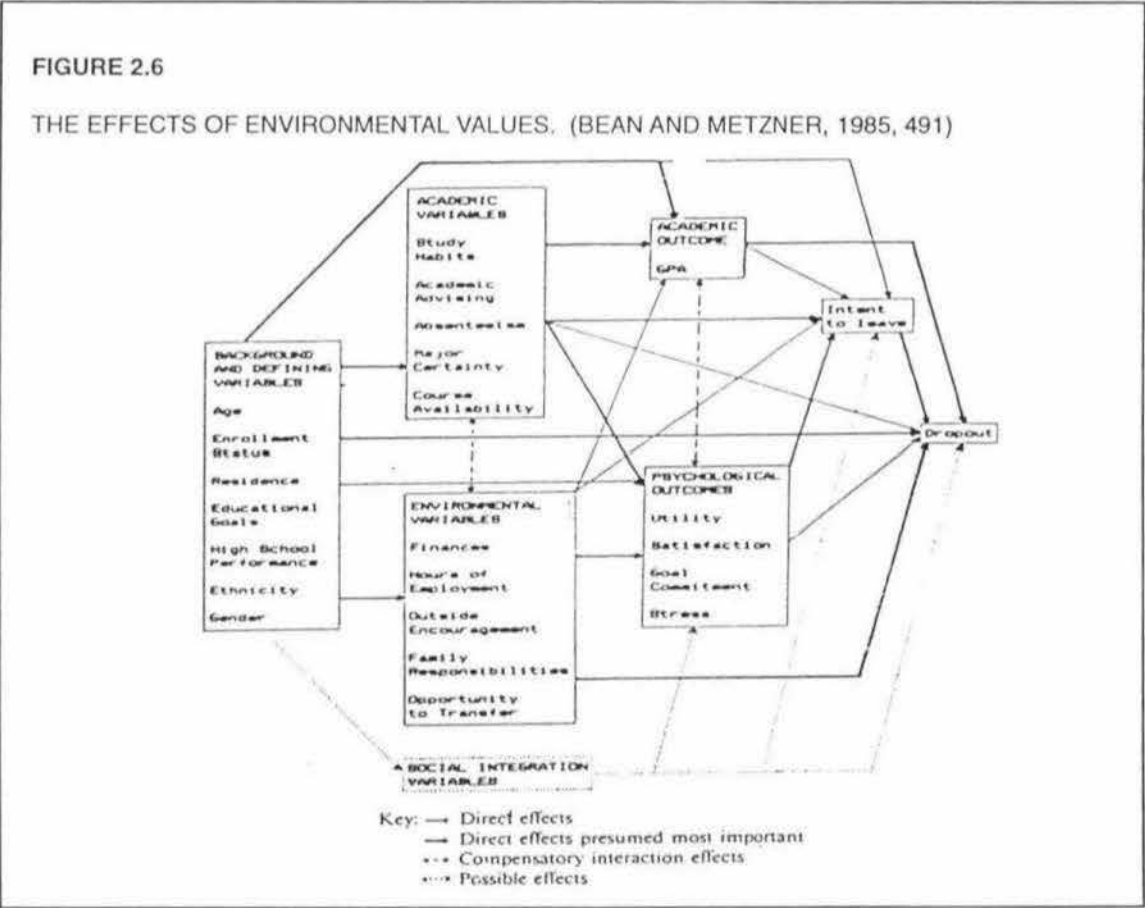 FIGURE 2.6
THE EFFECTS OF ENVIRONMENTAL VALUES. (BEAN AND METZNER, 1985, 491)
ACADEMIC
VARIABLES
Study
Habits
Academic
Advising
Absenteeism
Major
Certainty
Course
Availability
ACADEMIC
OUTCOME
GPA
Intent
to leave
BACKGROUND
AND DEFINING
VARIABLES
Age
Enrollment
Status
Residence
Educational
Goals
High School
Performance
Ethnicity
Gender
Dropout
ENVIRONMENTAL
VARIABLES
Finances
Hours of
Employment
Outside
Encouragement
Family
Responsibilities
Opportunity
to Transfer
PSYCHOLOGICAL
OUTCOMES
Utility
Satisfaction
Goal
Commitment
Stress
SOCIAL INTEGRATION
VARIABLES
Key: → Direct effects
→ Direct effects presumed most important
Compensatory interaction effects
Possible effects